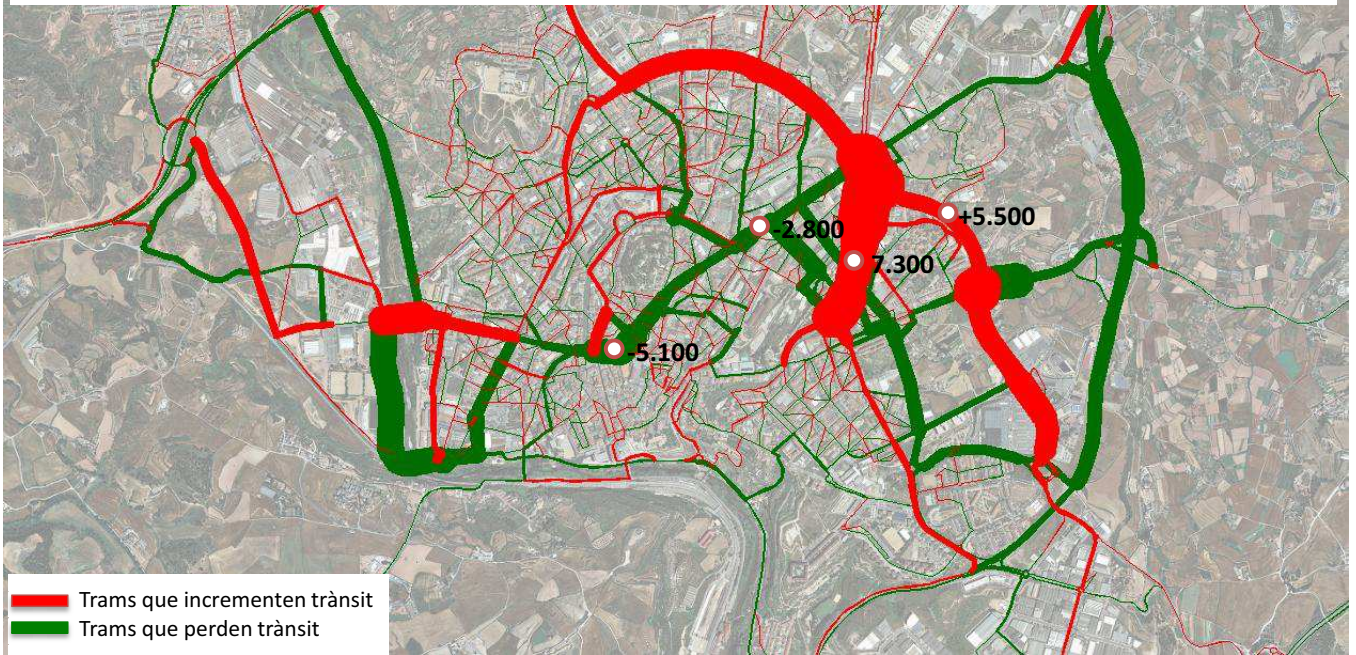 +5.500
-2.800
7.300
-5.100
Trams que incrementen trànsit
Trams que perden trànsit